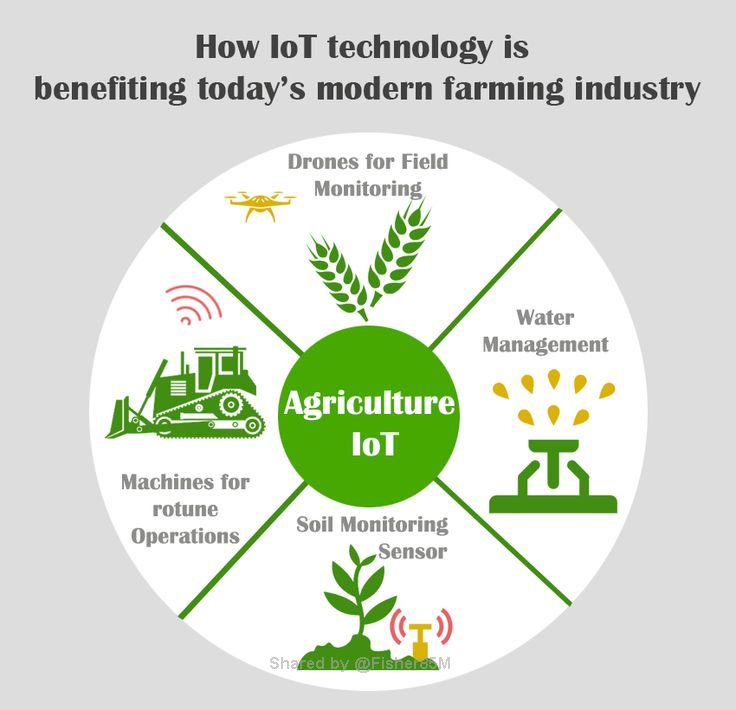 How IoT technology is
benefiting today's modern farming industry
Drones for Field
Monitoring
Water
Management
Agriculture
IoT
Machines for
rotune
Operations
Soil Monitoring
Sensor
Shared by @Fisher85M